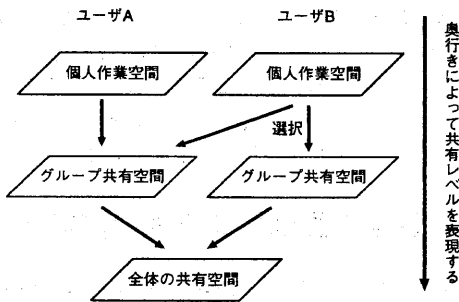 ユーザA
ユーザB
個人作業空間
個人作業空間
選択
グループ共有空間
グループ共有空間
全体の共有空間
奥行きによって共有レベルを表現する